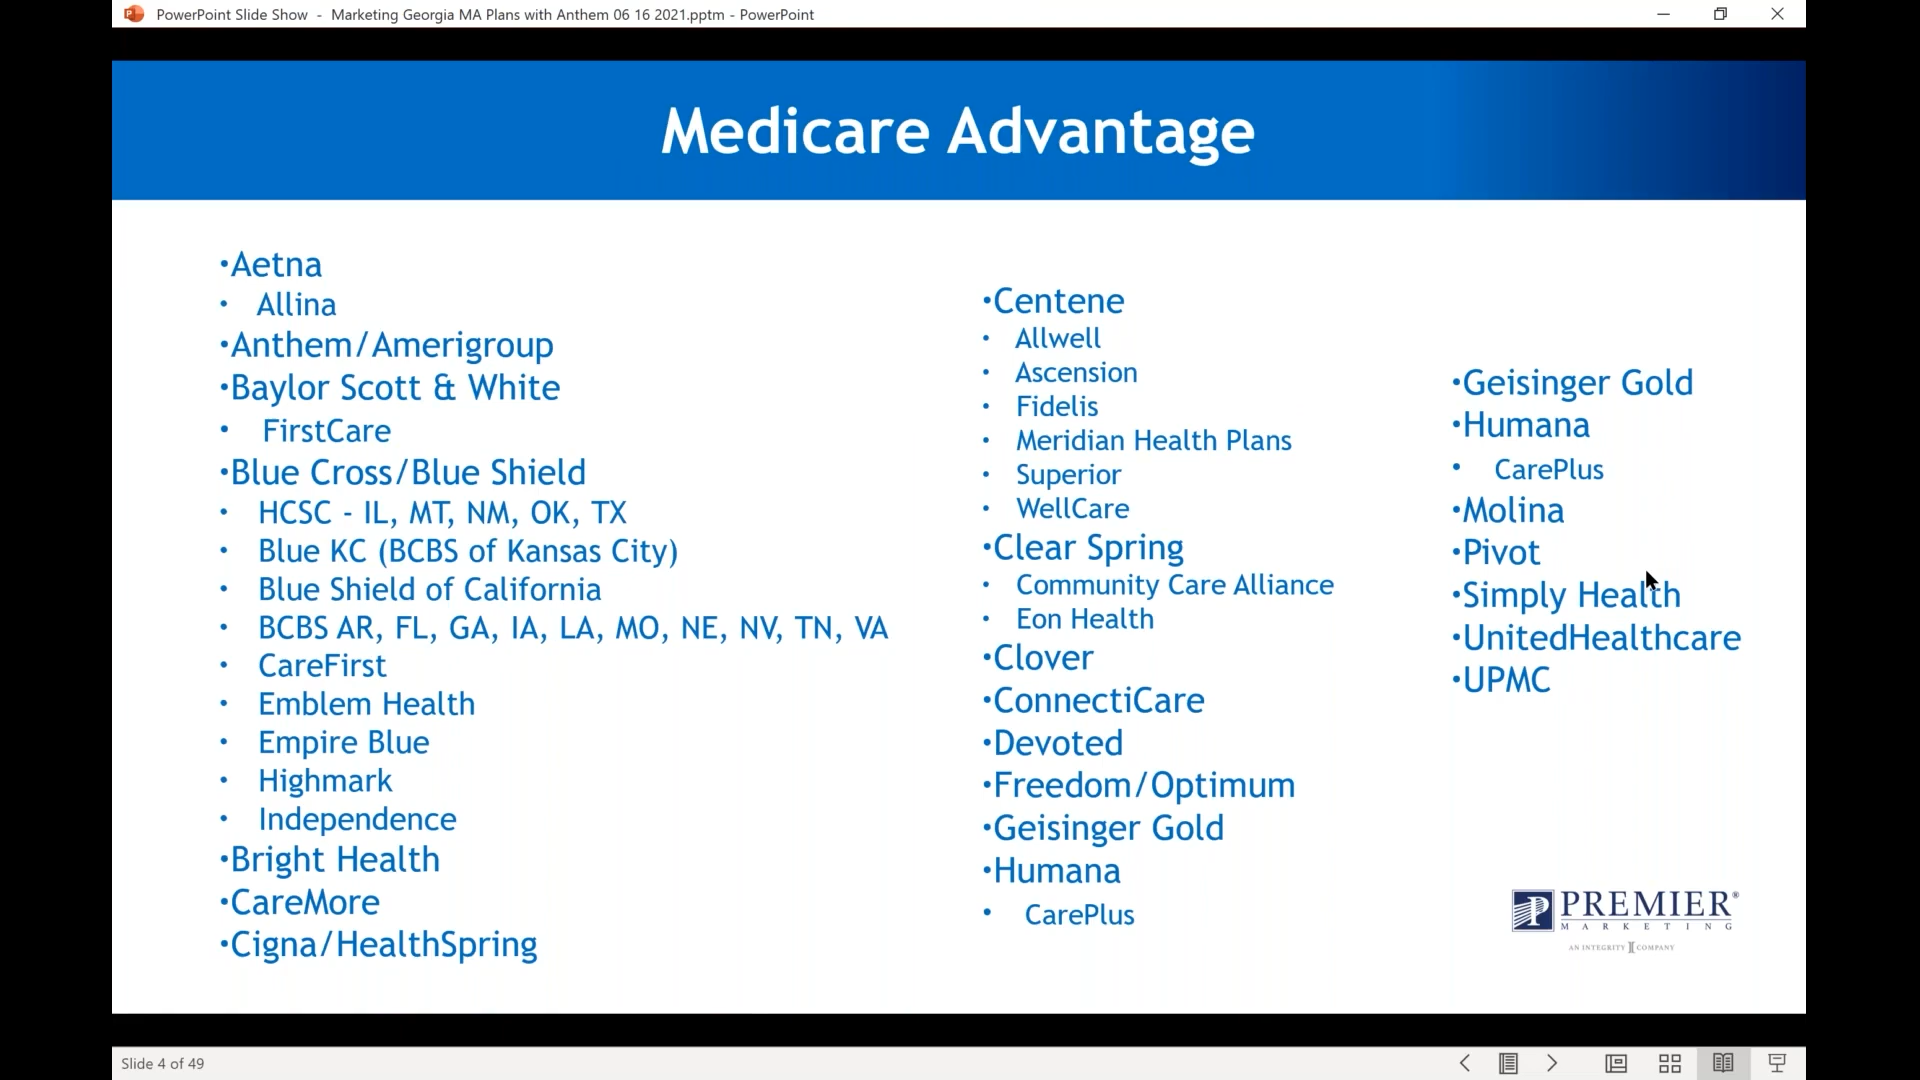 PowerPoint Slide Show - Marketing Georgia MA Plans with Anthem 06 16 2021.pptm - PowerPoint
Medicare Advantage
•Aetna
• Allina
•Anthem/Amerigroup
•Baylor Scott & White
• FirstCare
•Blue Cross/Blue Shield
• HCSC - IL, MT, NM, OK, TX
• Blue KC (BCBS of Kansas City)
• Blue Shield of California
• BCBS AR, FL, GA, IA, LA, MO, NE, NV, TN, VA
• CareFirst
• Emblem Health
• Empire Blue
• Highmark
• Independence
•Bright Health
•CareMore
•Cigna/HealthSpring
•Centene
• Allwell
• Ascension
• Fidelis
• Meridian Health Plans
• Superior
• WellCare
•Clear Spring
• Community Care Alliance
• Eon Health
•Clover
•ConnectiCare
•Devoted
•Freedom/Optimum
•Geisinger Gold
•Humana
• CarePlus
•Geisinger Gold
•Humana
• CarePlus
•Molina
•Pivot
•Simply Health
•UnitedHealthcare
•UPMC
PREMIER®
MARKETING
AN INTEGRITY COMPANY
Slide 4 of 49